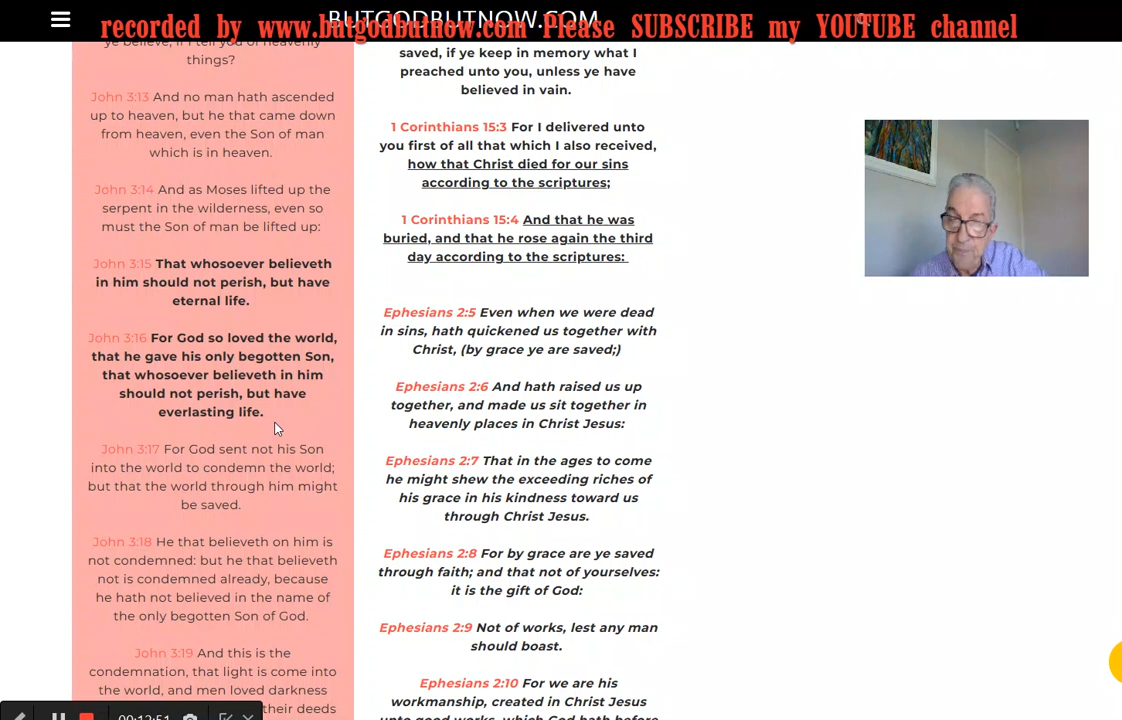 BUTGODBUTNOW.COM
recorded by www.butgodbutnow.com Please SUBSCRIBE my YOUTUBE channel
ye believe, if I tell you of heavenly
things?
John 3:13 And no man hath ascended
up to heaven, but he that came down
from heaven, even the Son of man
which is in heaven.
John 3:14 And as Moses lifted up the
serpent in the wilderness, even so
must the Son of man be lifted up:
John 3:15 That whosoever believeth
in him should not perish, but have
eternal life.
John 3:16 For God so loved the world,
that he gave his only begotten Son,
that whosoever believeth in him
should not perish, but have
everlasting life.
John 3:17 For God sent not his Son
into the world to condemn the world;
but that the world through him might
be saved.
John 3:18 He that believeth on him is
not condemned: but he that believeth
not is condemned already, because
he hath not believed in the name of
the only begotten Son of God.
John 3:19 And this is the
condemnation, that light is come into
the world, and men loved darkness
their deeds
saved, if ye keep in memory what I
preached unto you, unless ye have
believed in vain.
1 Corinthians 15:3 For I delivered unto
you first of all that which I also received,
how that Christ died for our sins
according to the scriptures;
1 Corinthians 15:4 And that he was
buried, and that he rose again the third
day according to the scriptures:
Ephesians 2:5 Even when we were dead
in sins, hath quickened us together with
Christ, (by grace ye are saved;)
Ephesians 2:6 And hath raised us up
together, and made us sit together in
heavenly places in Christ Jesus:
Ephesians 2:7 That in the ages to come
he might shew the exceeding riches of
his grace in his kindness toward us
through Christ Jesus.
Ephesians 2:8 For by grace are ye saved
through faith; and that not of yourselves:
it is the gift of God:
Ephesians 2:9 Not of works, lest any man
should boast.
Ephesians 2:10 For we are his
workmanship, created in Christ Jesus
unto good works, which God hath before
00:12:51